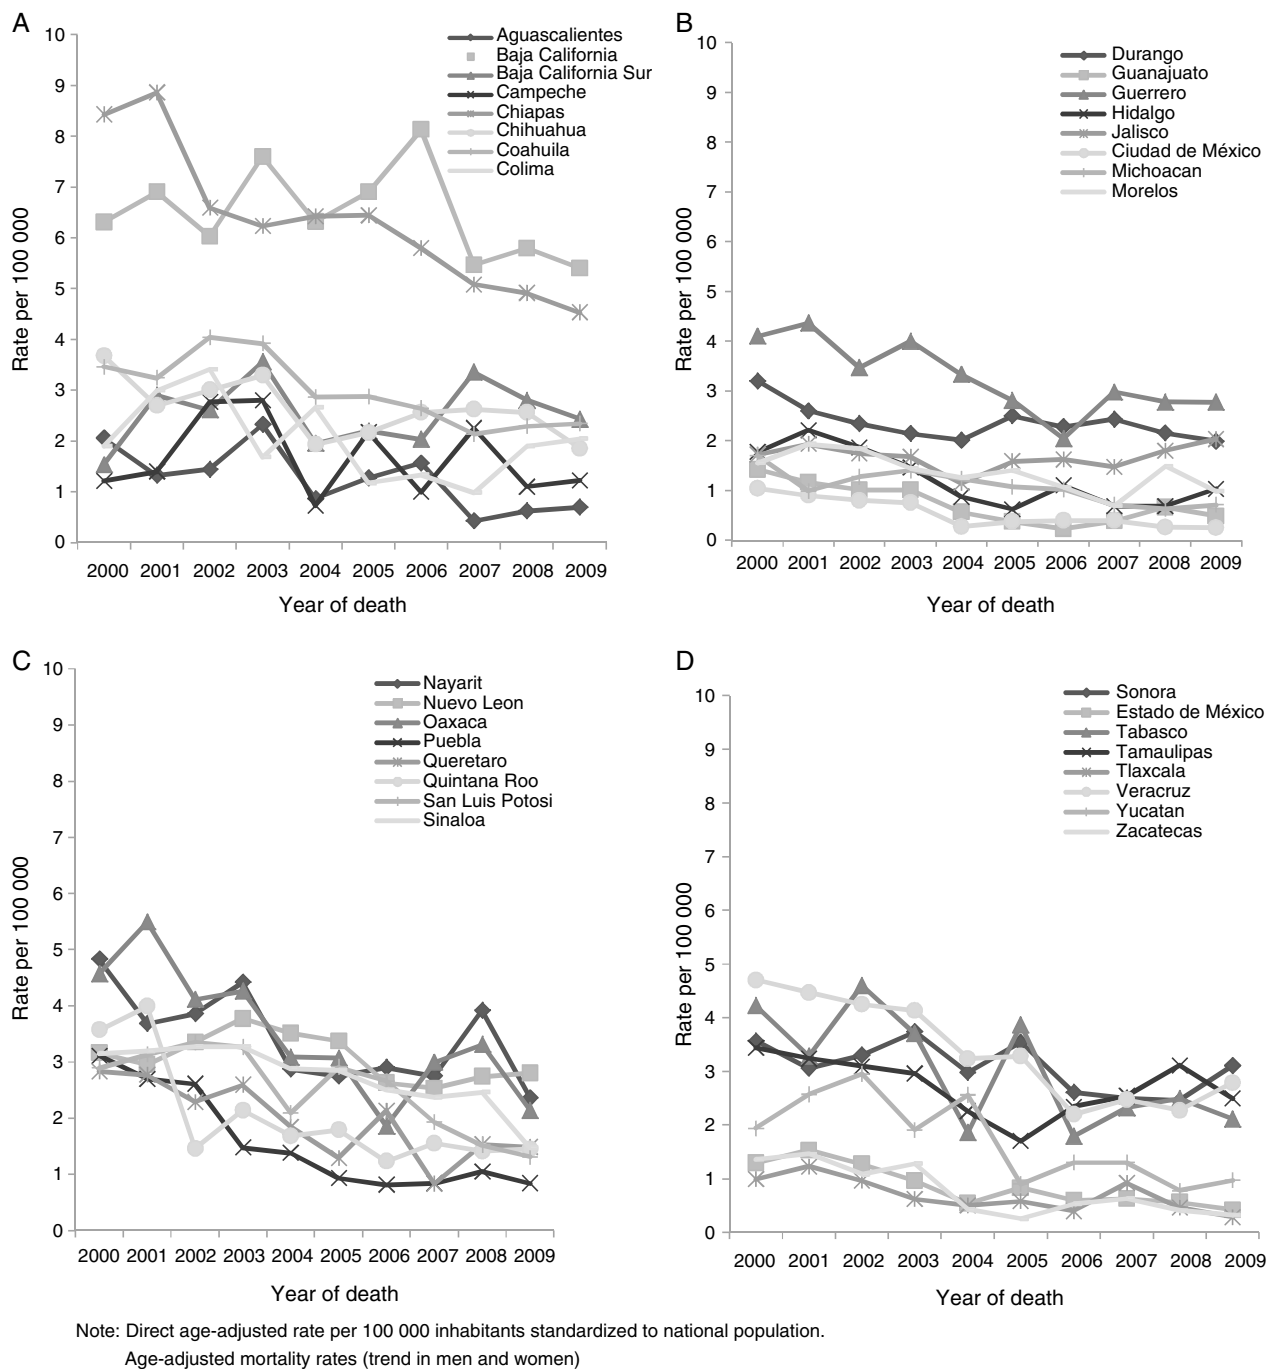 A
10
9
8
7
6
5
4
3
2
1
0
Rate per 100 000
Aguascalientes
Baja California
Baja California Sur
Campeche
Chiapas
Chihuahua
Coahuila
Colima
2000 2001 2002 2003 2004 2005 2006 2007 2008 2009
Year of death
B
10
9
8
7
6
5
4
3
2
1
0
Rate per 100 000
Durango
Guanajuato
Guerrero
Hidalgo
Jalisco
Ciudad de México
Michoacan
Morelos
2000 2001 2002 2003 2004 2005 2006 2007 2008 2009
Year of death
C
10
9
8
7
6
5
4
3
2
1
0
Rate per 100 000
Nayarit
Nuevo Leon
Oaxaca
Puebla
Queretaro
Quintana Roo
San Luis Potosi
Sinaloa
2000 2001 2002 2003 2004 2005 2006 2007 2008 2009
Year of death
D
10
9
8
7
6
5
4
3
2
1
0
Rate per 100 000
Sonora
Estado de México
Tabasco
Tamaulipas
Tlaxcala
Veracruz
Yucatan
Zacatecas
2000 2001 2002 2003 2004 2005 2006 2007 2008 2009
Year of death
Note: Direct age-adjusted rate per 100 000 inhabitants standardized to national population.
Age-adjusted mortality rates (trend in men and women)